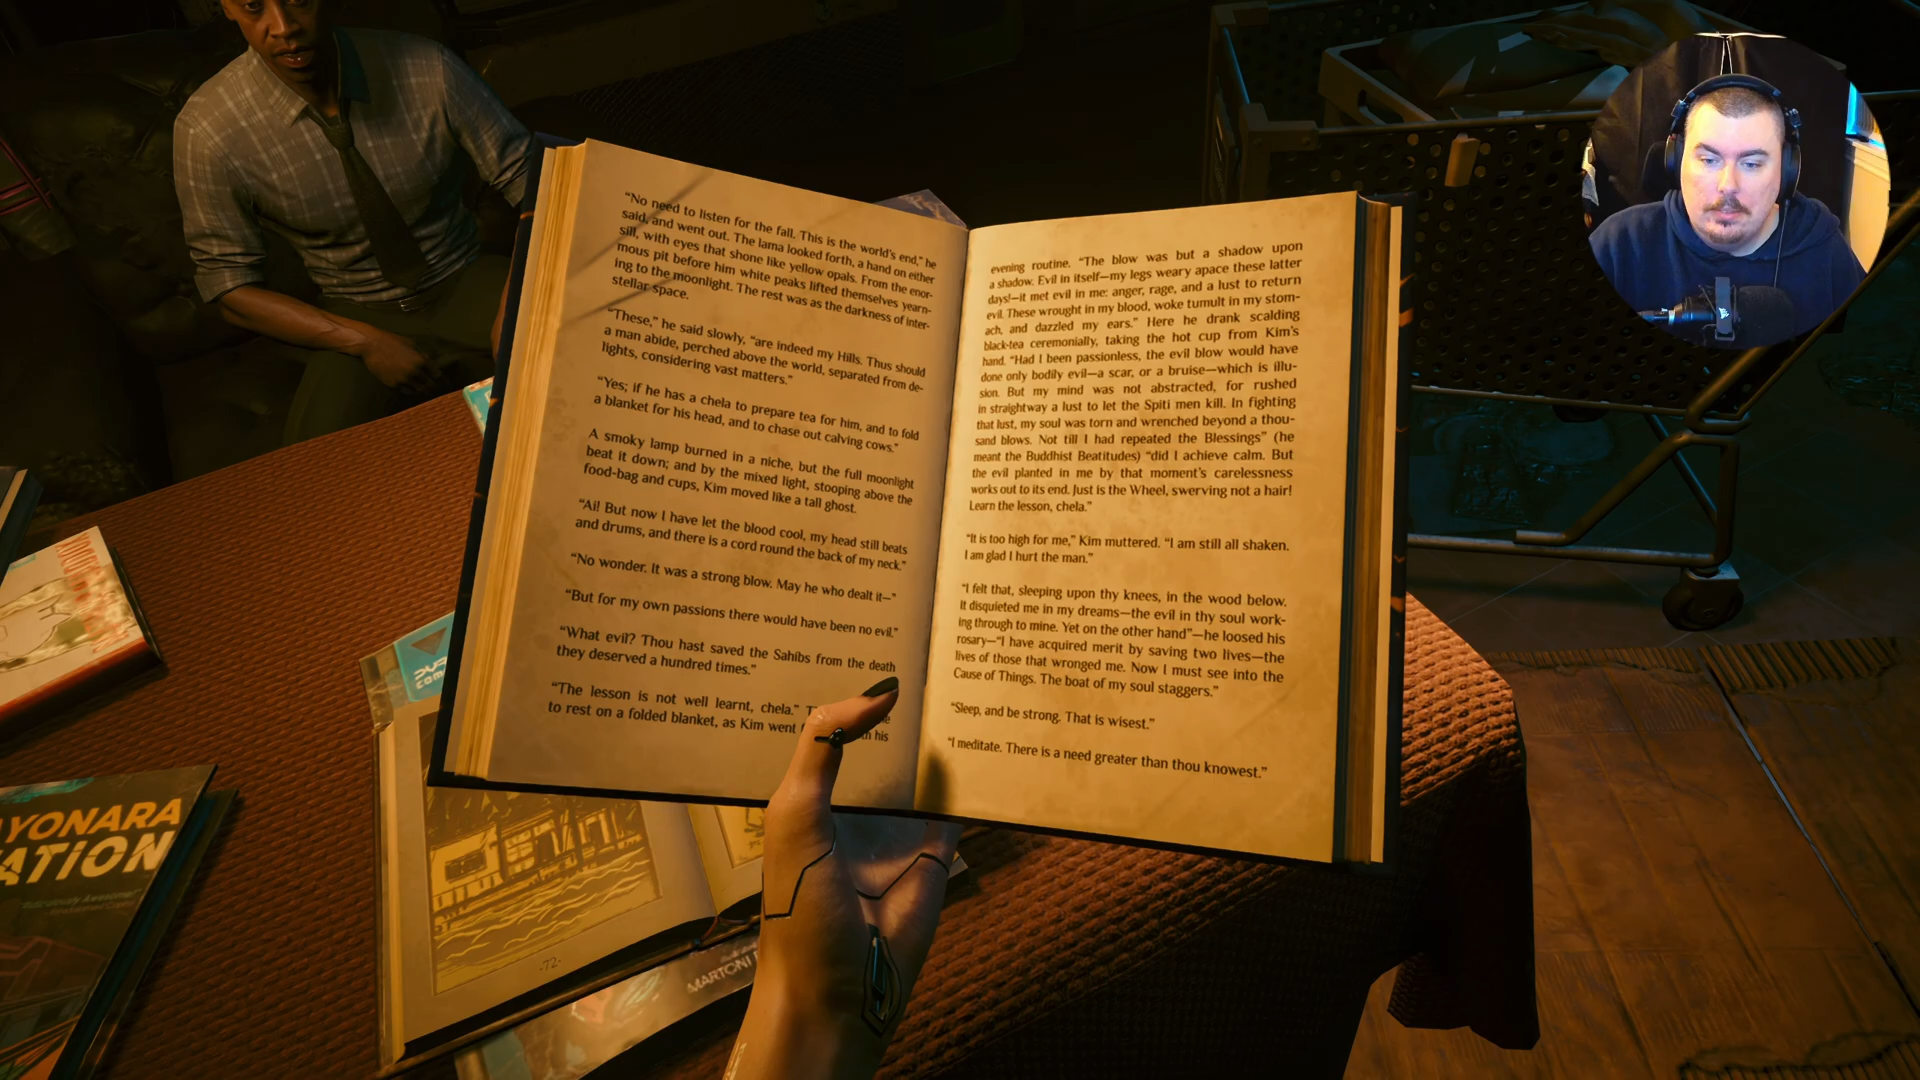 “No need to listen for the fall. This is the world’s end,” he
said, and went out. The lama looked forth, a hand on either
sill, with eyes that shone like yellow opals. From the enor-
mous pit before him white peaks lifted themselves yearn-
ing to the moonlight. The rest was as the darkness of inter-
stellar space.
“These,” he said slowly, “are indeed my Hills. Thus should
a man abide, perched above the world, separated from de-
lights, considering vast matters.”
“Yes; if he has a chela to prepare tea for him, and to fold
a blanket for his head, and to chase out calving cows.”
A smoky lamp burned in a niche, but the full moonlight
beat it down; and by the mixed light, stooping above the
food-bag and cups, Kim moved like a tall ghost.
“Ai! But now I have let the blood cool, my head still beats
and drums, and there is a cord round the back of my neck.”
“No wonder. It was a strong blow. May he who dealt it—”
“But for my own passions there would have been no evil.”
“What evil? Thou hast saved the Sahibs from the death
they deserved a hundred times.”
“The lesson is not well learnt, chela.”
to rest on a folded blanket, as Kim went his
evening routine. “The blow was but a shadow upon
a shadow. Evil in itself—my legs weary apace these latter
days!—it met evil in me: anger, rage, and a lust to return
evil. These wrought in my blood, woke tumult in my stom-
ach, and dazzled my ears.” Here he drank scalding
black-tea ceremonially, taking the hot cup from Kim’s
hand. “Had I been passionless, the evil blow would have
done only bodily evil—a scar, or a bruise—which is illu-
sion. But my mind was not abstracted, for rushed
in straightway a lust to let the Spiti men kill. In fighting
that lust, my soul was torn and wrenched beyond a thou-
sand blows. Not till I had repeated the Blessings” (he
meant the Buddhist Beatitudes) “did I achieve calm. But
the evil planted in me by that moment’s carelessness
works out to its end. Just is the Wheel, swerving not a hair!
Learn the lesson, chela.”
“It is too high for me,” Kim muttered. “I am still all shaken.
I am glad I hurt the man.”
“I felt that, sleeping upon thy knees, in the wood below.
It disquieted me in my dreams—the evil in thy soul work-
ing through to mine. Yet on the other hand”—he loosed his
rosary—“I have acquired merit by saving two lives—the
lives of those that wronged me. Now I must see into the
Cause of Things. The boat of my soul staggers.”
“Sleep, and be strong. That is wisest.”
“I meditate. There is a need greater than thou knowest.”
AYONARA
ATION
"Ridiculously Awesome!"
·72·
MARTONI